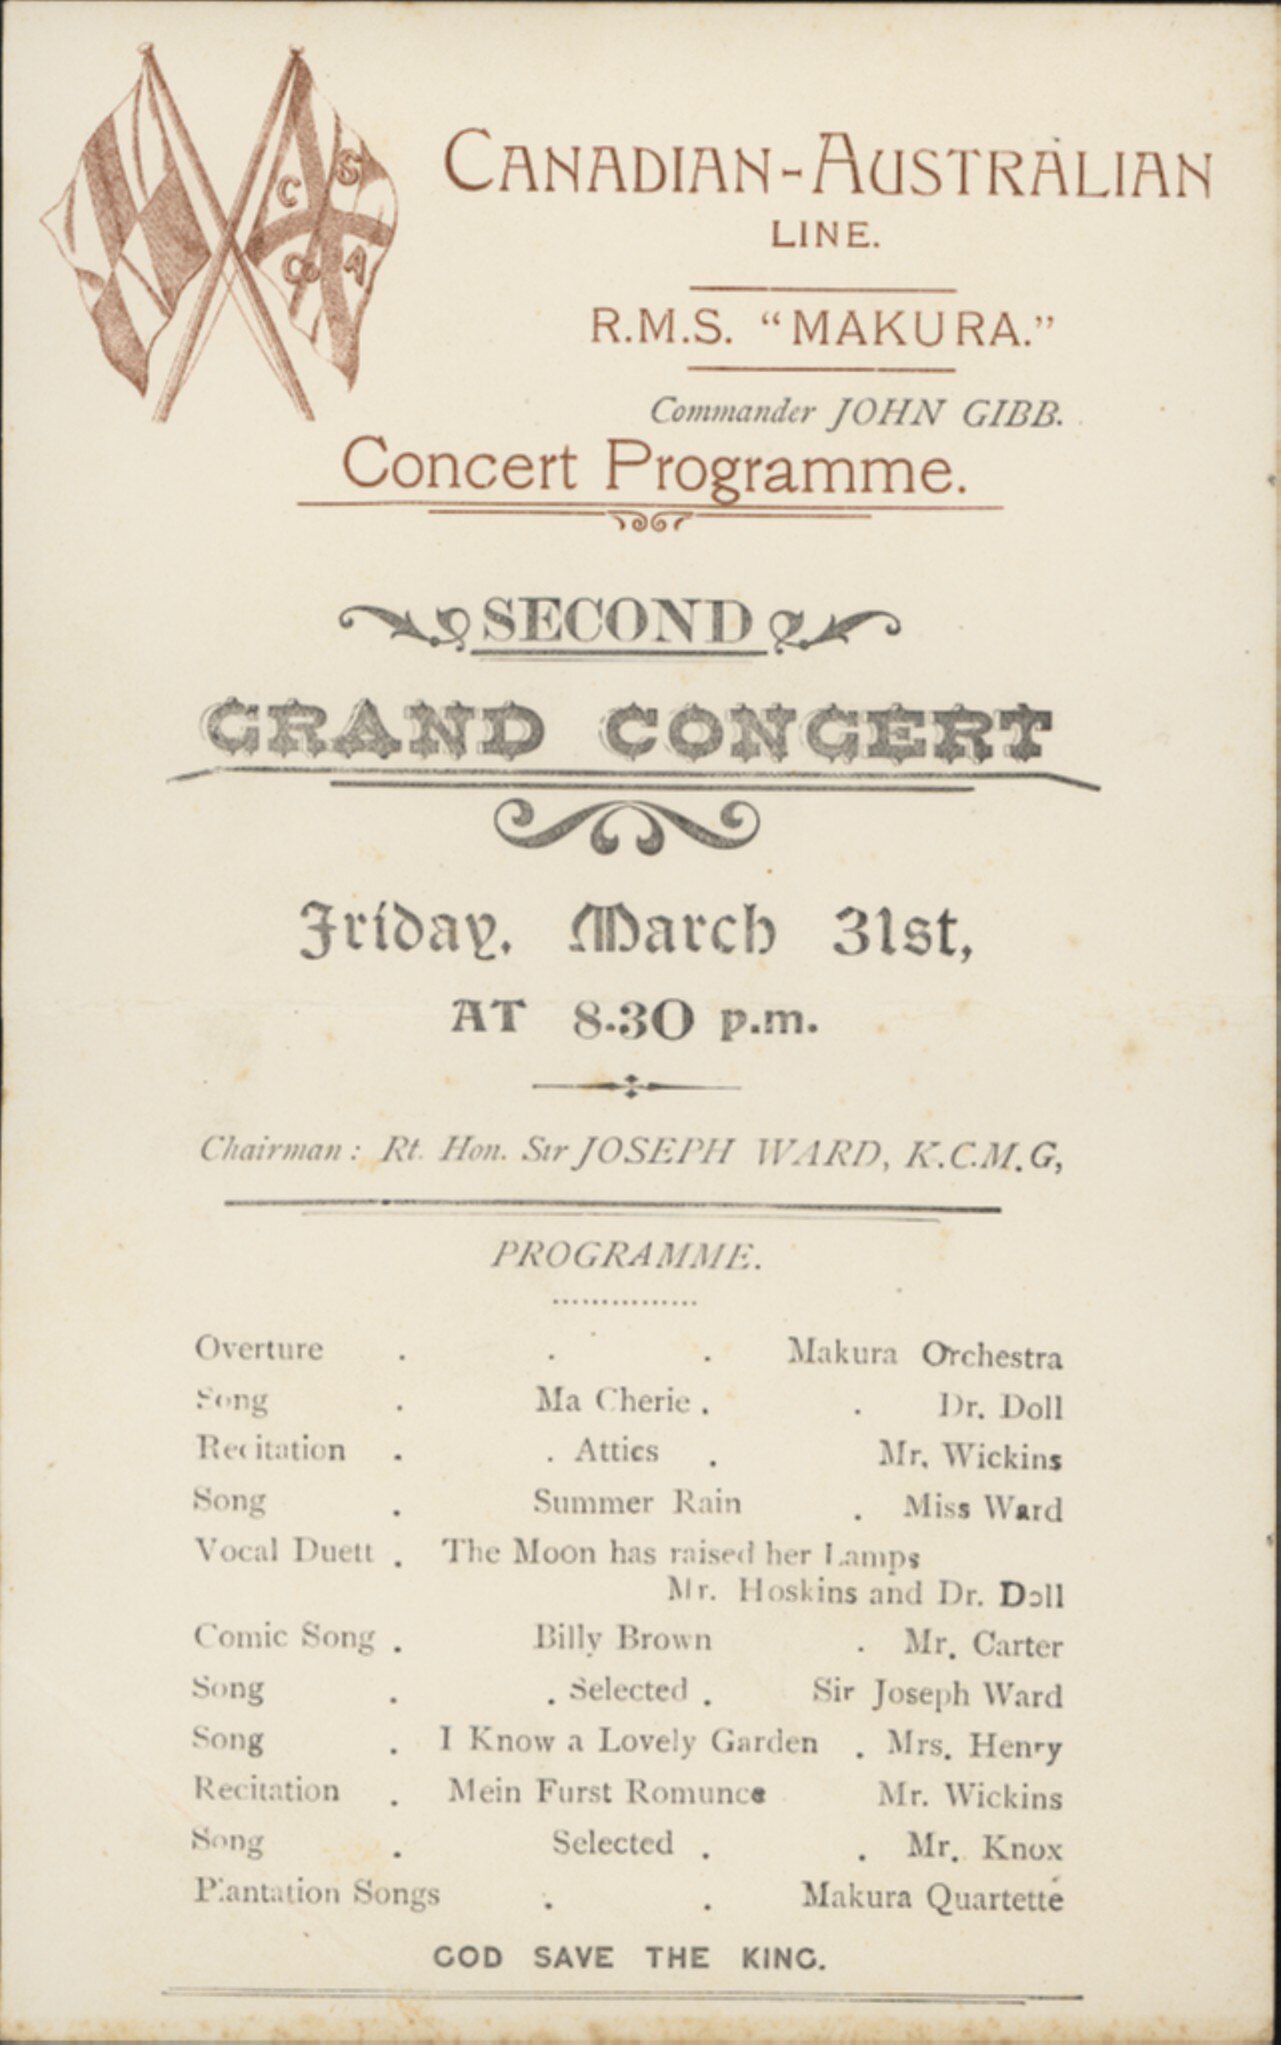 C S
Co A
CANADIAN-AUSTRALIAN
LINE.
R.M.S. "MAKURA."
Commander JOHN GIBB.
Concert Programme.
SECOND
GRAND CONCERT
Friday, March 31st,
AT 8.30 p.m.
Chairman: Rt. Hon. Sir JOSEPH WARD, K.C.M.G,
PROGRAMME.
...............
Overture . . . Makura Orchestra
Song . Ma Cherie . . Dr. Doll
Recitation . . Attics . Mr. Wickins
Song . Summer Rain . Miss Ward
Vocal Duett . The Moon has raised her Lamps
Mr. Hoskins and Dr. Doll
Comic Song . Billy Brown . Mr. Carter
Song . . Selected . Sir Joseph Ward
Song . I Know a Lovely Garden . Mrs. Henry
Recitation . Mein Furst Romunce Mr. Wickins
Song . Selected . . Mr. Knox
Plantation Songs . . Makura Quartette
GOD SAVE THE KING.